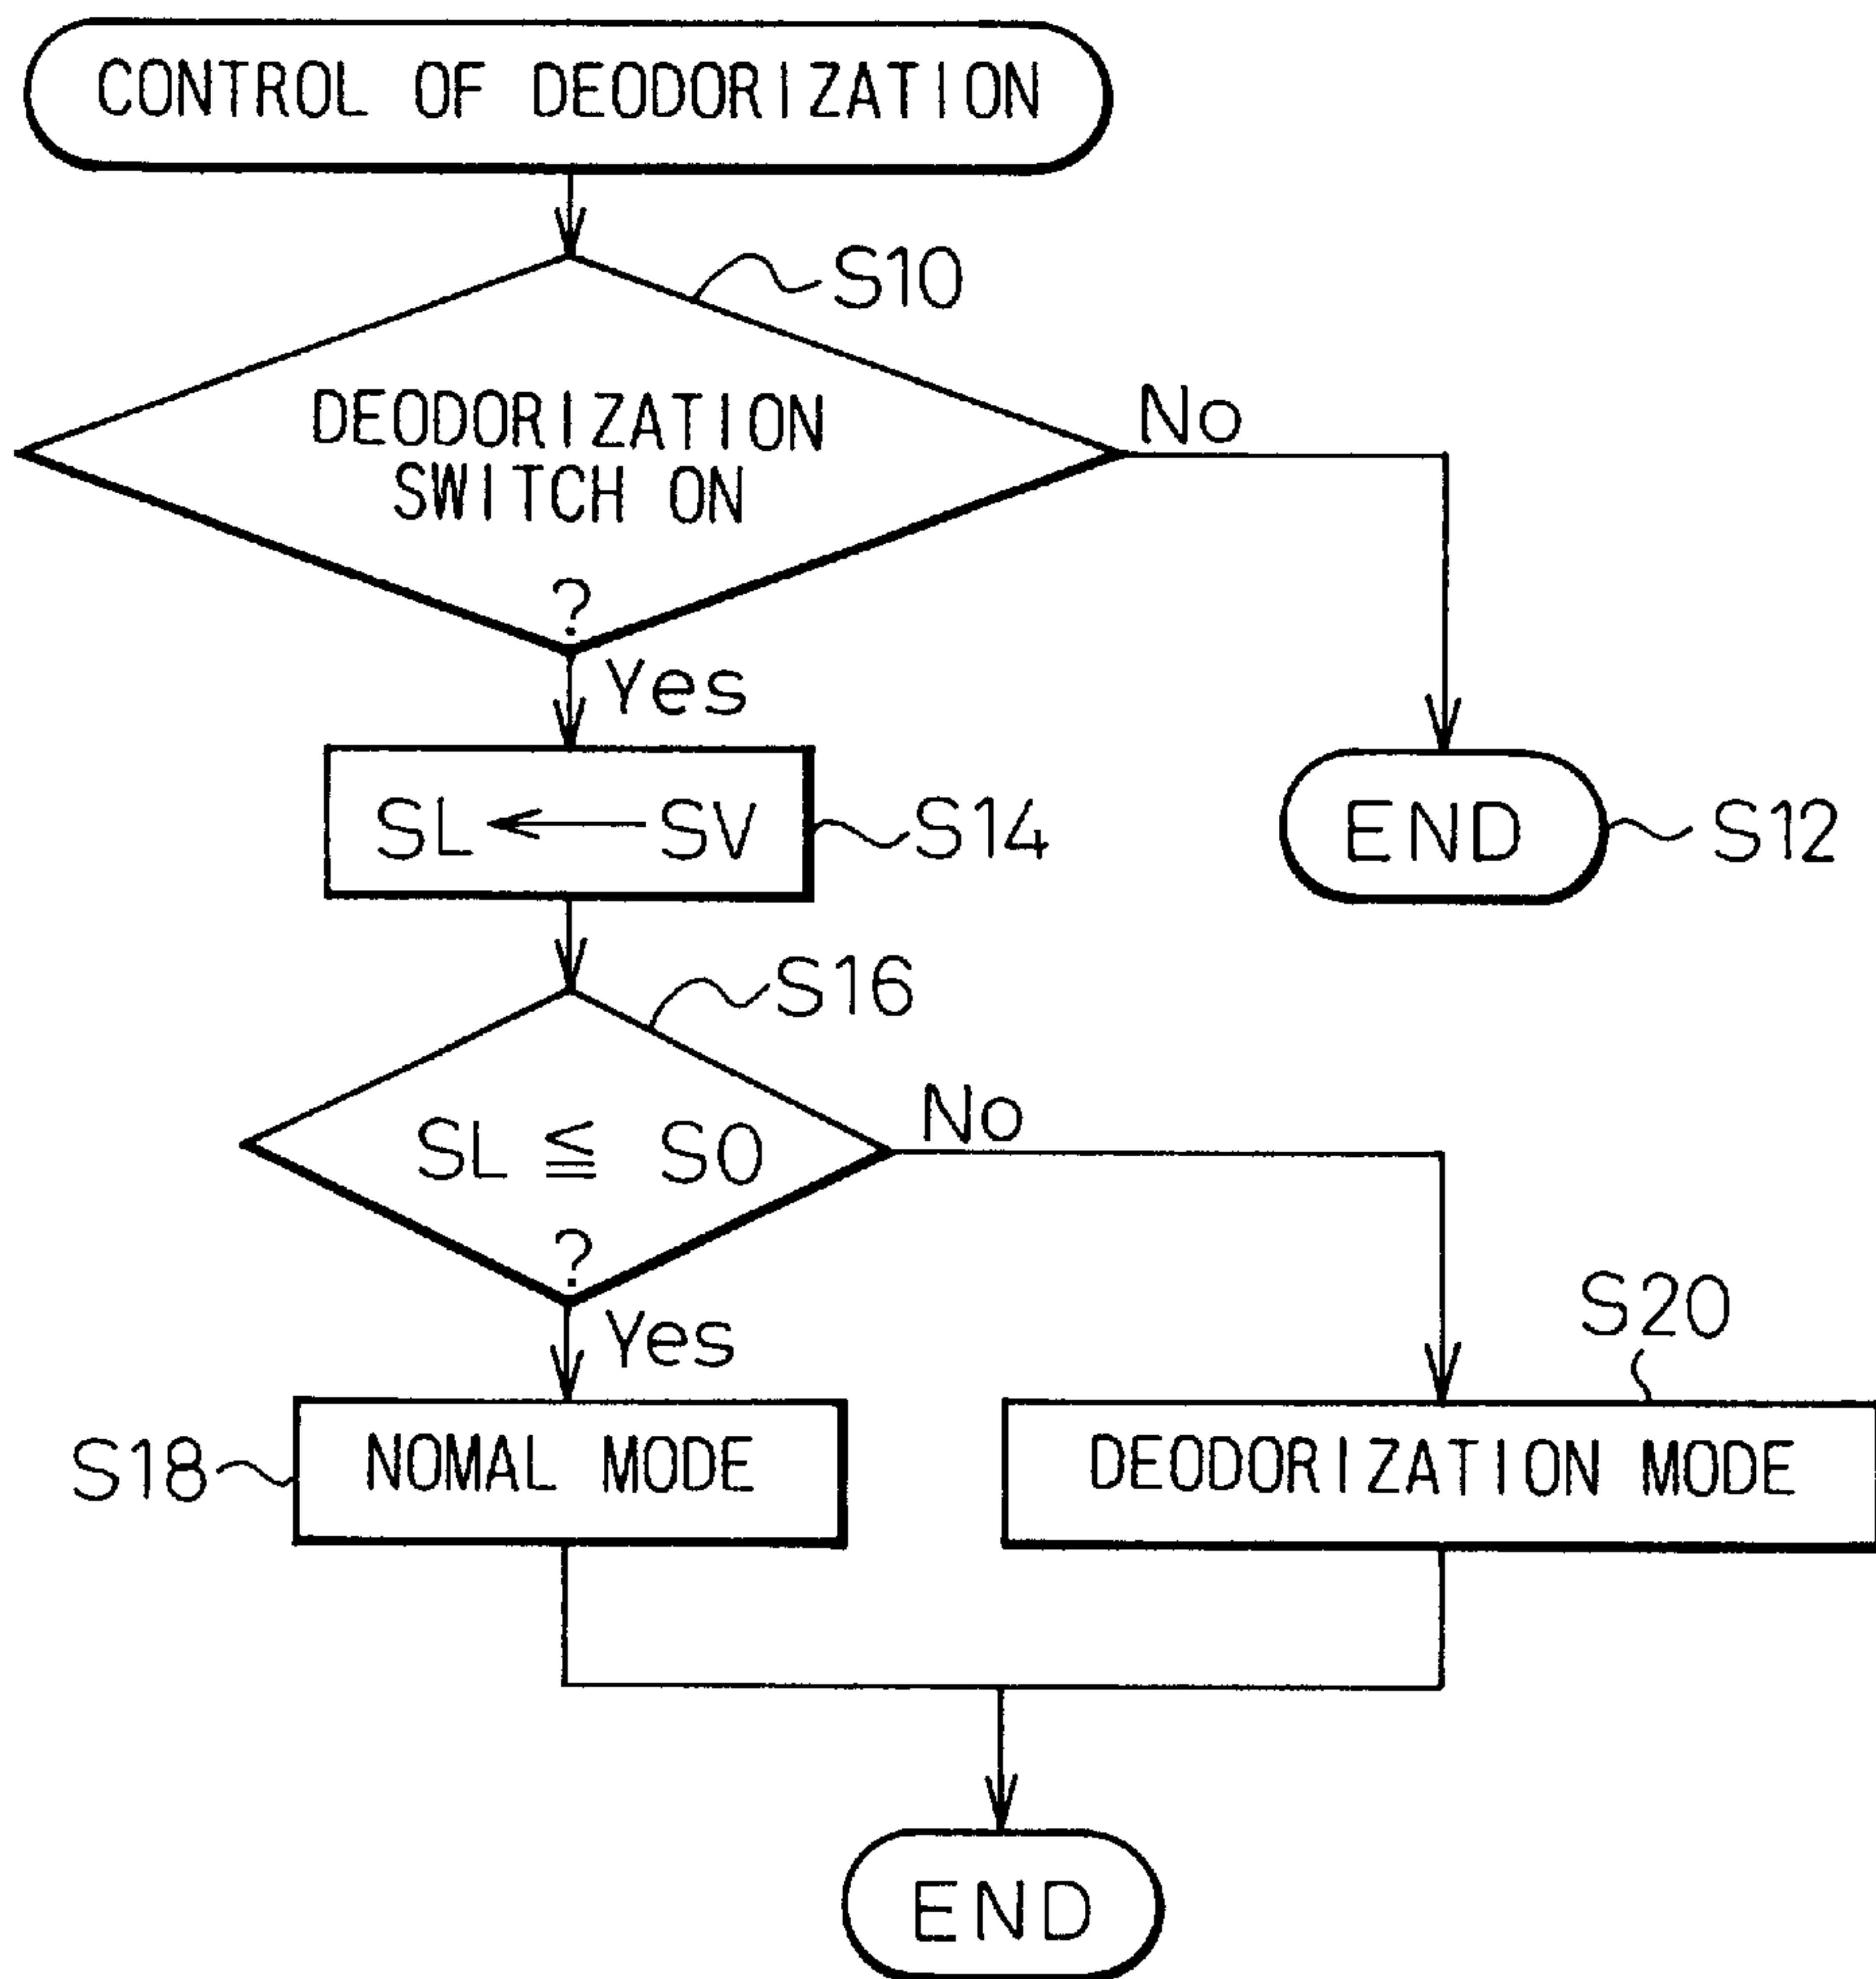 CONTROL OF DEODORIZATION
S10
DEODORIZATION
SWITCH ON
?
No
Yes
SL ← SV
S14
END
S12
S16
SL ≦ S0
?
No
Yes
S20
S18
NOMAL MODE
DEODORIZATION MODE
END